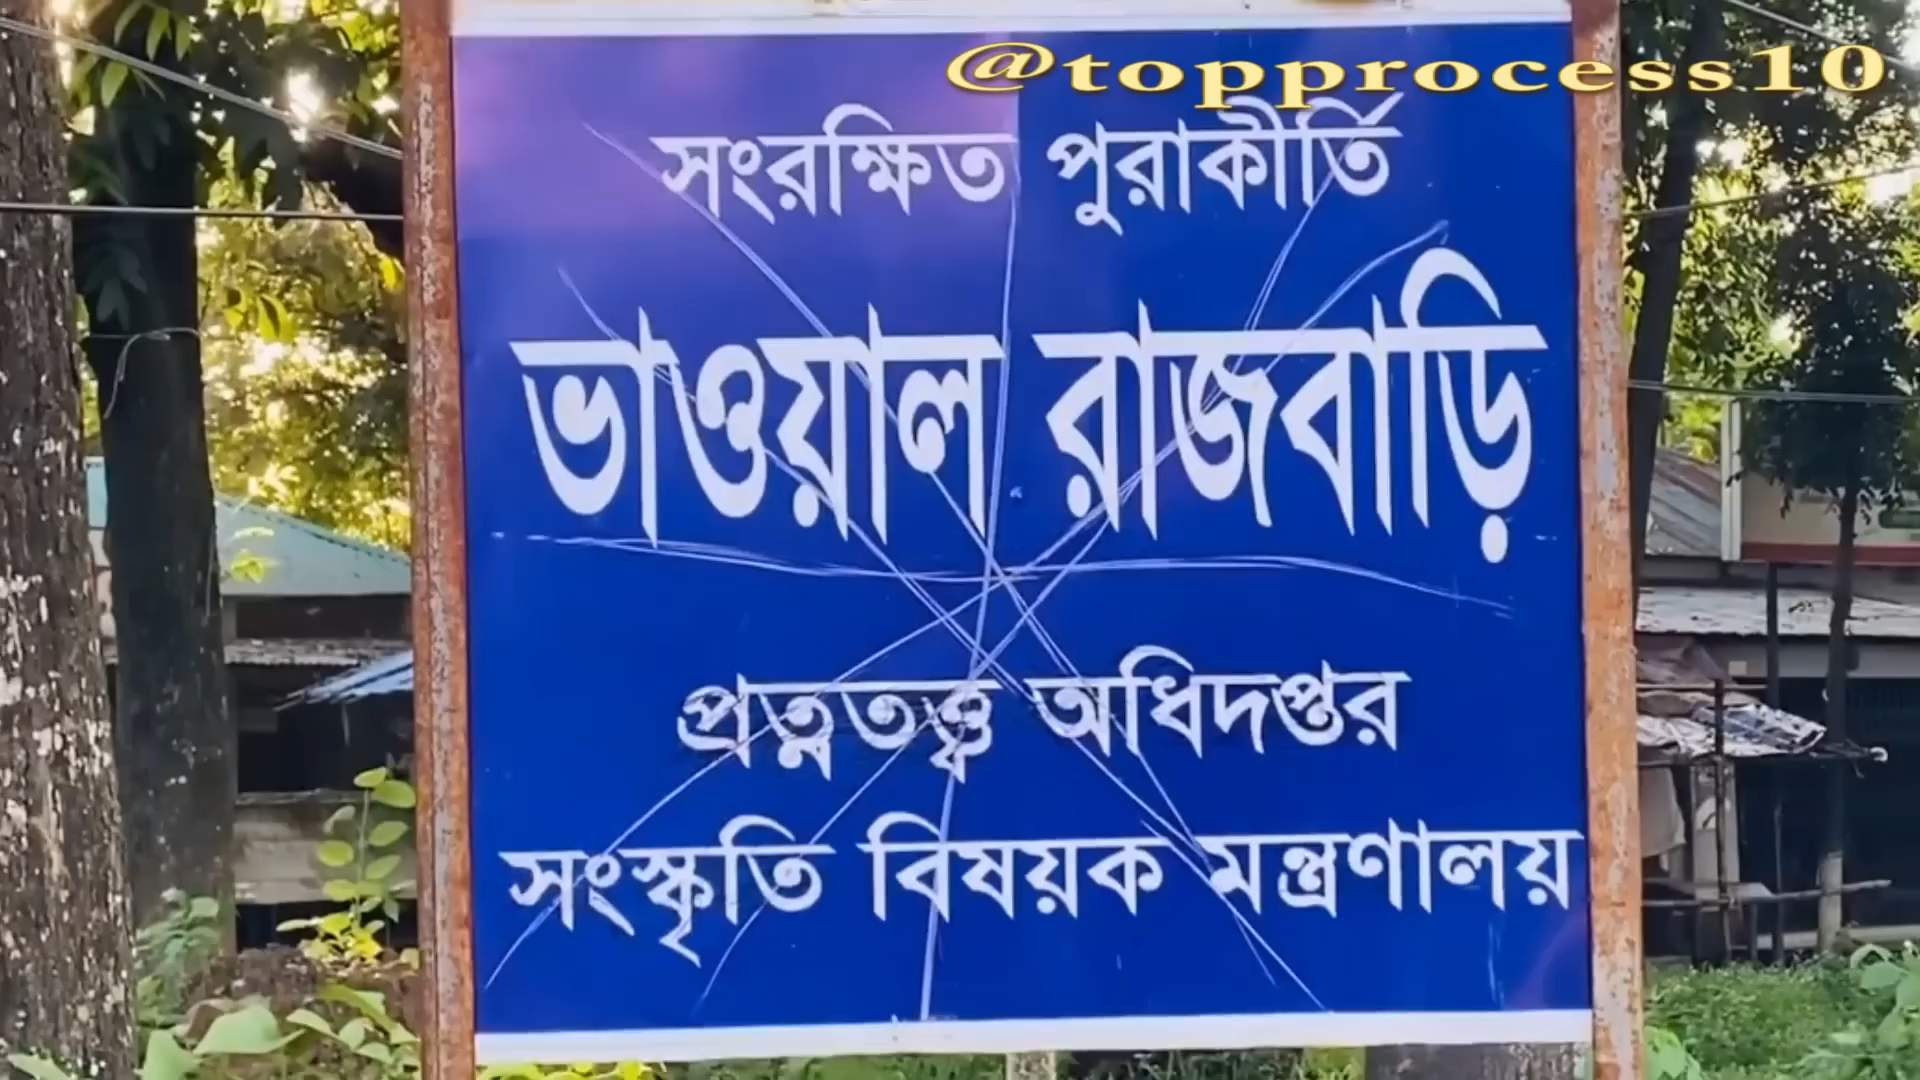 @topprocess10
সংরক্ষিত পুরাকীর্তি
ভাওয়াল রাজবাড়ি
প্রত্নতত্ত্ব অধিদপ্তর
সংস্কৃতি বিষয়ক মন্ত্রণালয়